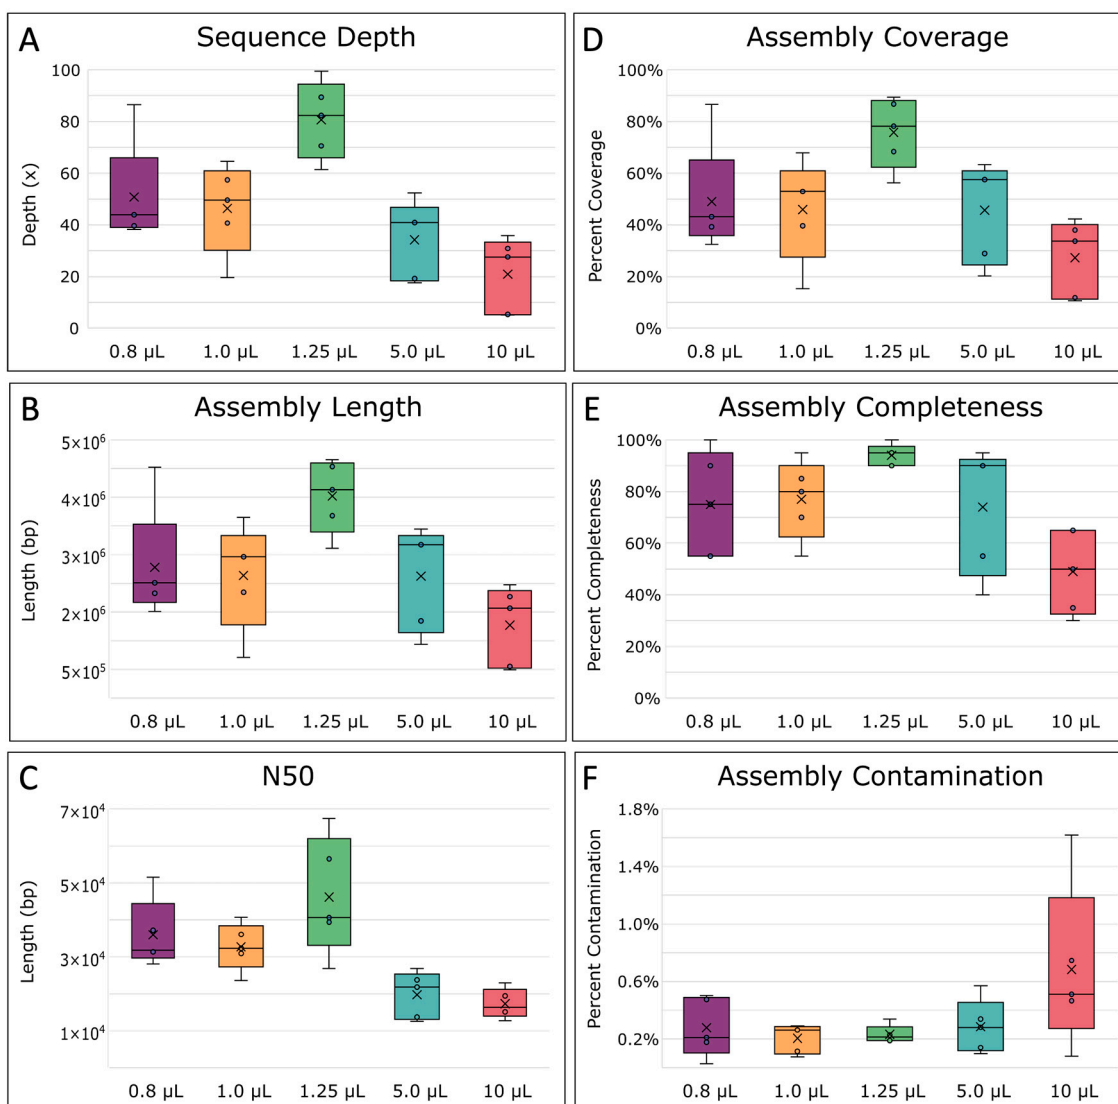 A Sequence Depth
Depth (x)
100
80
60
40
20
0
0.8 µL 1.0 µL 1.25 µL 5.0 µL 10 µL
D Assembly Coverage
Percent Coverage
100%
80%
60%
40%
20%
0%
0.8 µL 1.0 µL 1.25 µL 5.0 µL 10 µL
B Assembly Length
Length (bp)
5×10⁶
4×10⁶
3×10⁶
2×10⁶
5×10⁵
0.8 µL 1.0 µL 1.25 µL 5.0 µL 10 µL
E Assembly Completeness
Percent Completeness
100%
80%
60%
40%
20%
0%
0.8 µL 1.0 µL 1.25 µL 5.0 µL 10 µL
C N50
Length (bp)
7×10⁴
5×10⁴
3×10⁴
1×10⁴
0.8 µL 1.0 µL 1.25 µL 5.0 µL 10 µL
F Assembly Contamination
Percent Contamination
1.8%
1.4%
1.0%
0.6%
0.2%
0.8 µL 1.0 µL 1.25 µL 5.0 µL 10 µL